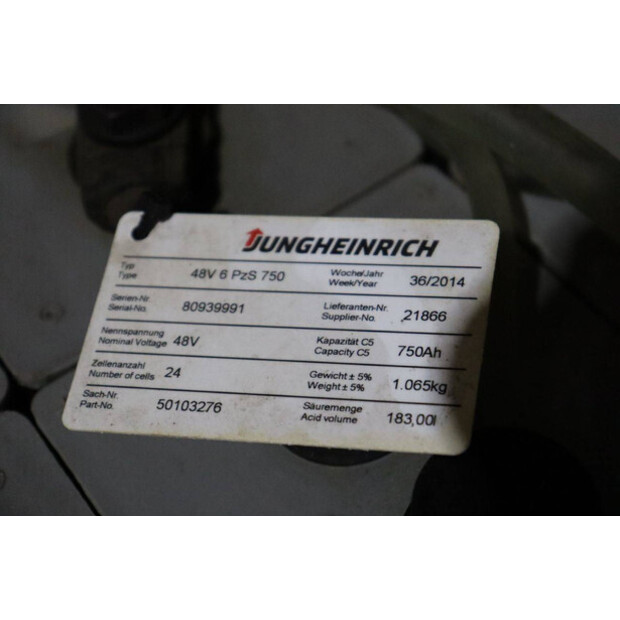 JUNGHEINRICH
Typ
Type
48V 6 PzS 750
Woche/Jahr
Week/Year
36/2014
Serien-Nr.
Serial-No.
80939991
Lieferanten-Nr.
Supplier-No.
21866
Nennspannung
Nominal Voltage
48V
Kapazität C5
Capacity C5
750Ah
Zellenanzahl
Number of cells
24
Gewicht ± 5%
Weight ± 5%
1.065kg
Sach-Nr.
Part-No.
50103276
Säuremenge
Acid volume
183,00l